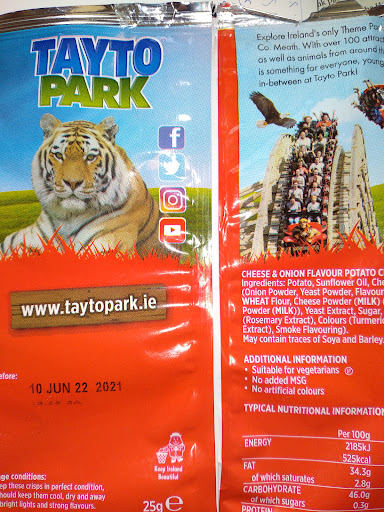 TAYTO
PARK
www.taytopark.ie
efore:
10 JUN 22 2021
Keep Ireland
Beautiful
ge conditions:
ep these crisps in perfect condition,
hould keep them cool, dry and away
bright lights and strong flavours.
25g e
Explore Ireland's only Theme Pa
Co. Meath. With over 100 attrac
as well as animals from around t
is something for everyone, young
in-between at Tayto Park!
CHEESE & ONION FLAVOUR POTATO C
Ingredients: Potato, Sunflower Oil, Che
(Onion Powder, Yeast Powder, Flavour
WHEAT Flour, Cheese Powder (MILK)
Powder (MILK)), Yeast Extract, Sugar,
(Rosemary Extract), Colours (Turmeric
Extract), Smoke Flavouring).
May contain traces of Soya and Barley.
ADDITIONAL INFORMATION
• Suitable for vegetarians
• No added MSG
• No artificial colours
TYPICAL NUTRITIONAL INFORMATION
Per 100g
ENERGY 2185kJ
525kcal
FAT 34.3g
of which saturates 2.8g
CARBOHYDRATE 46.0g
of which sugars 0.3g
PROTEIN